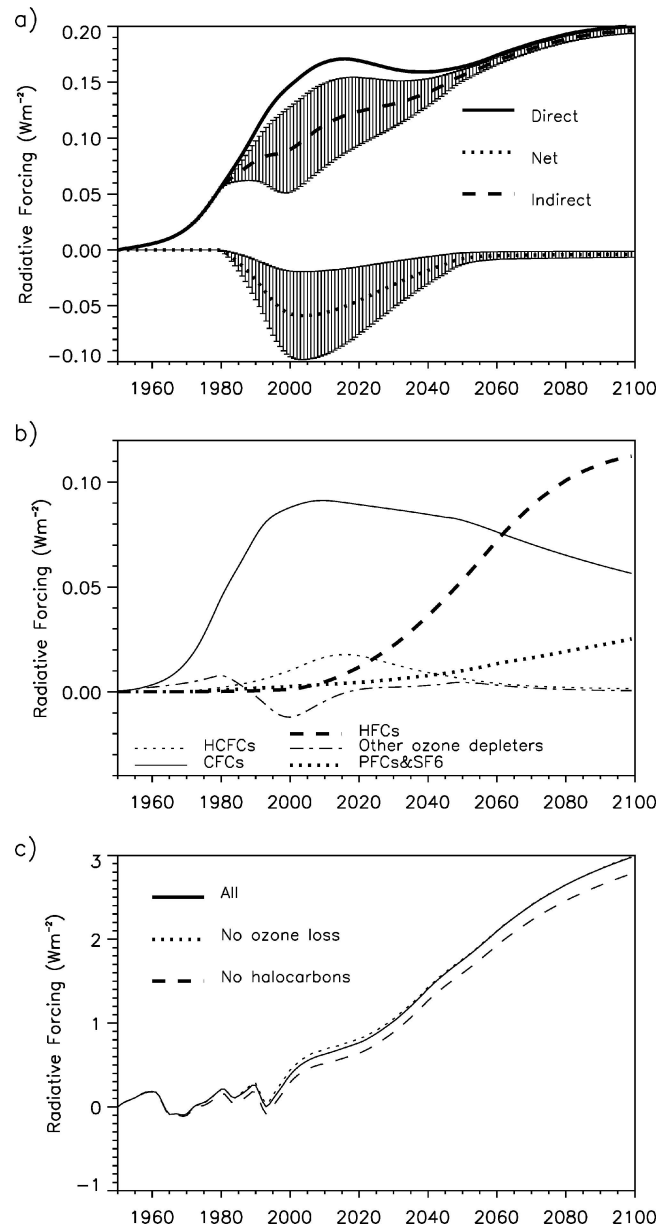 a)
0.20
0.15
0.10
0.05
0.00
−0.05
−0.10
Radiative Forcing (Wm⁻²)
Direct
Net
Indirect
1960 1980 2000 2020 2040 2060 2080 2100
b)
0.10
0.05
0.00
Radiative Forcing (Wm⁻²)
HFCs
HCFCs Other ozone depleters
CFCs PFCs&SF6
1960 1980 2000 2020 2040 2060 2080 2100
c)
3
2
1
0
−1
Radiative Forcing (Wm⁻²)
All
No ozone loss
No halocarbons
1960 1980 2000 2020 2040 2060 2080 2100